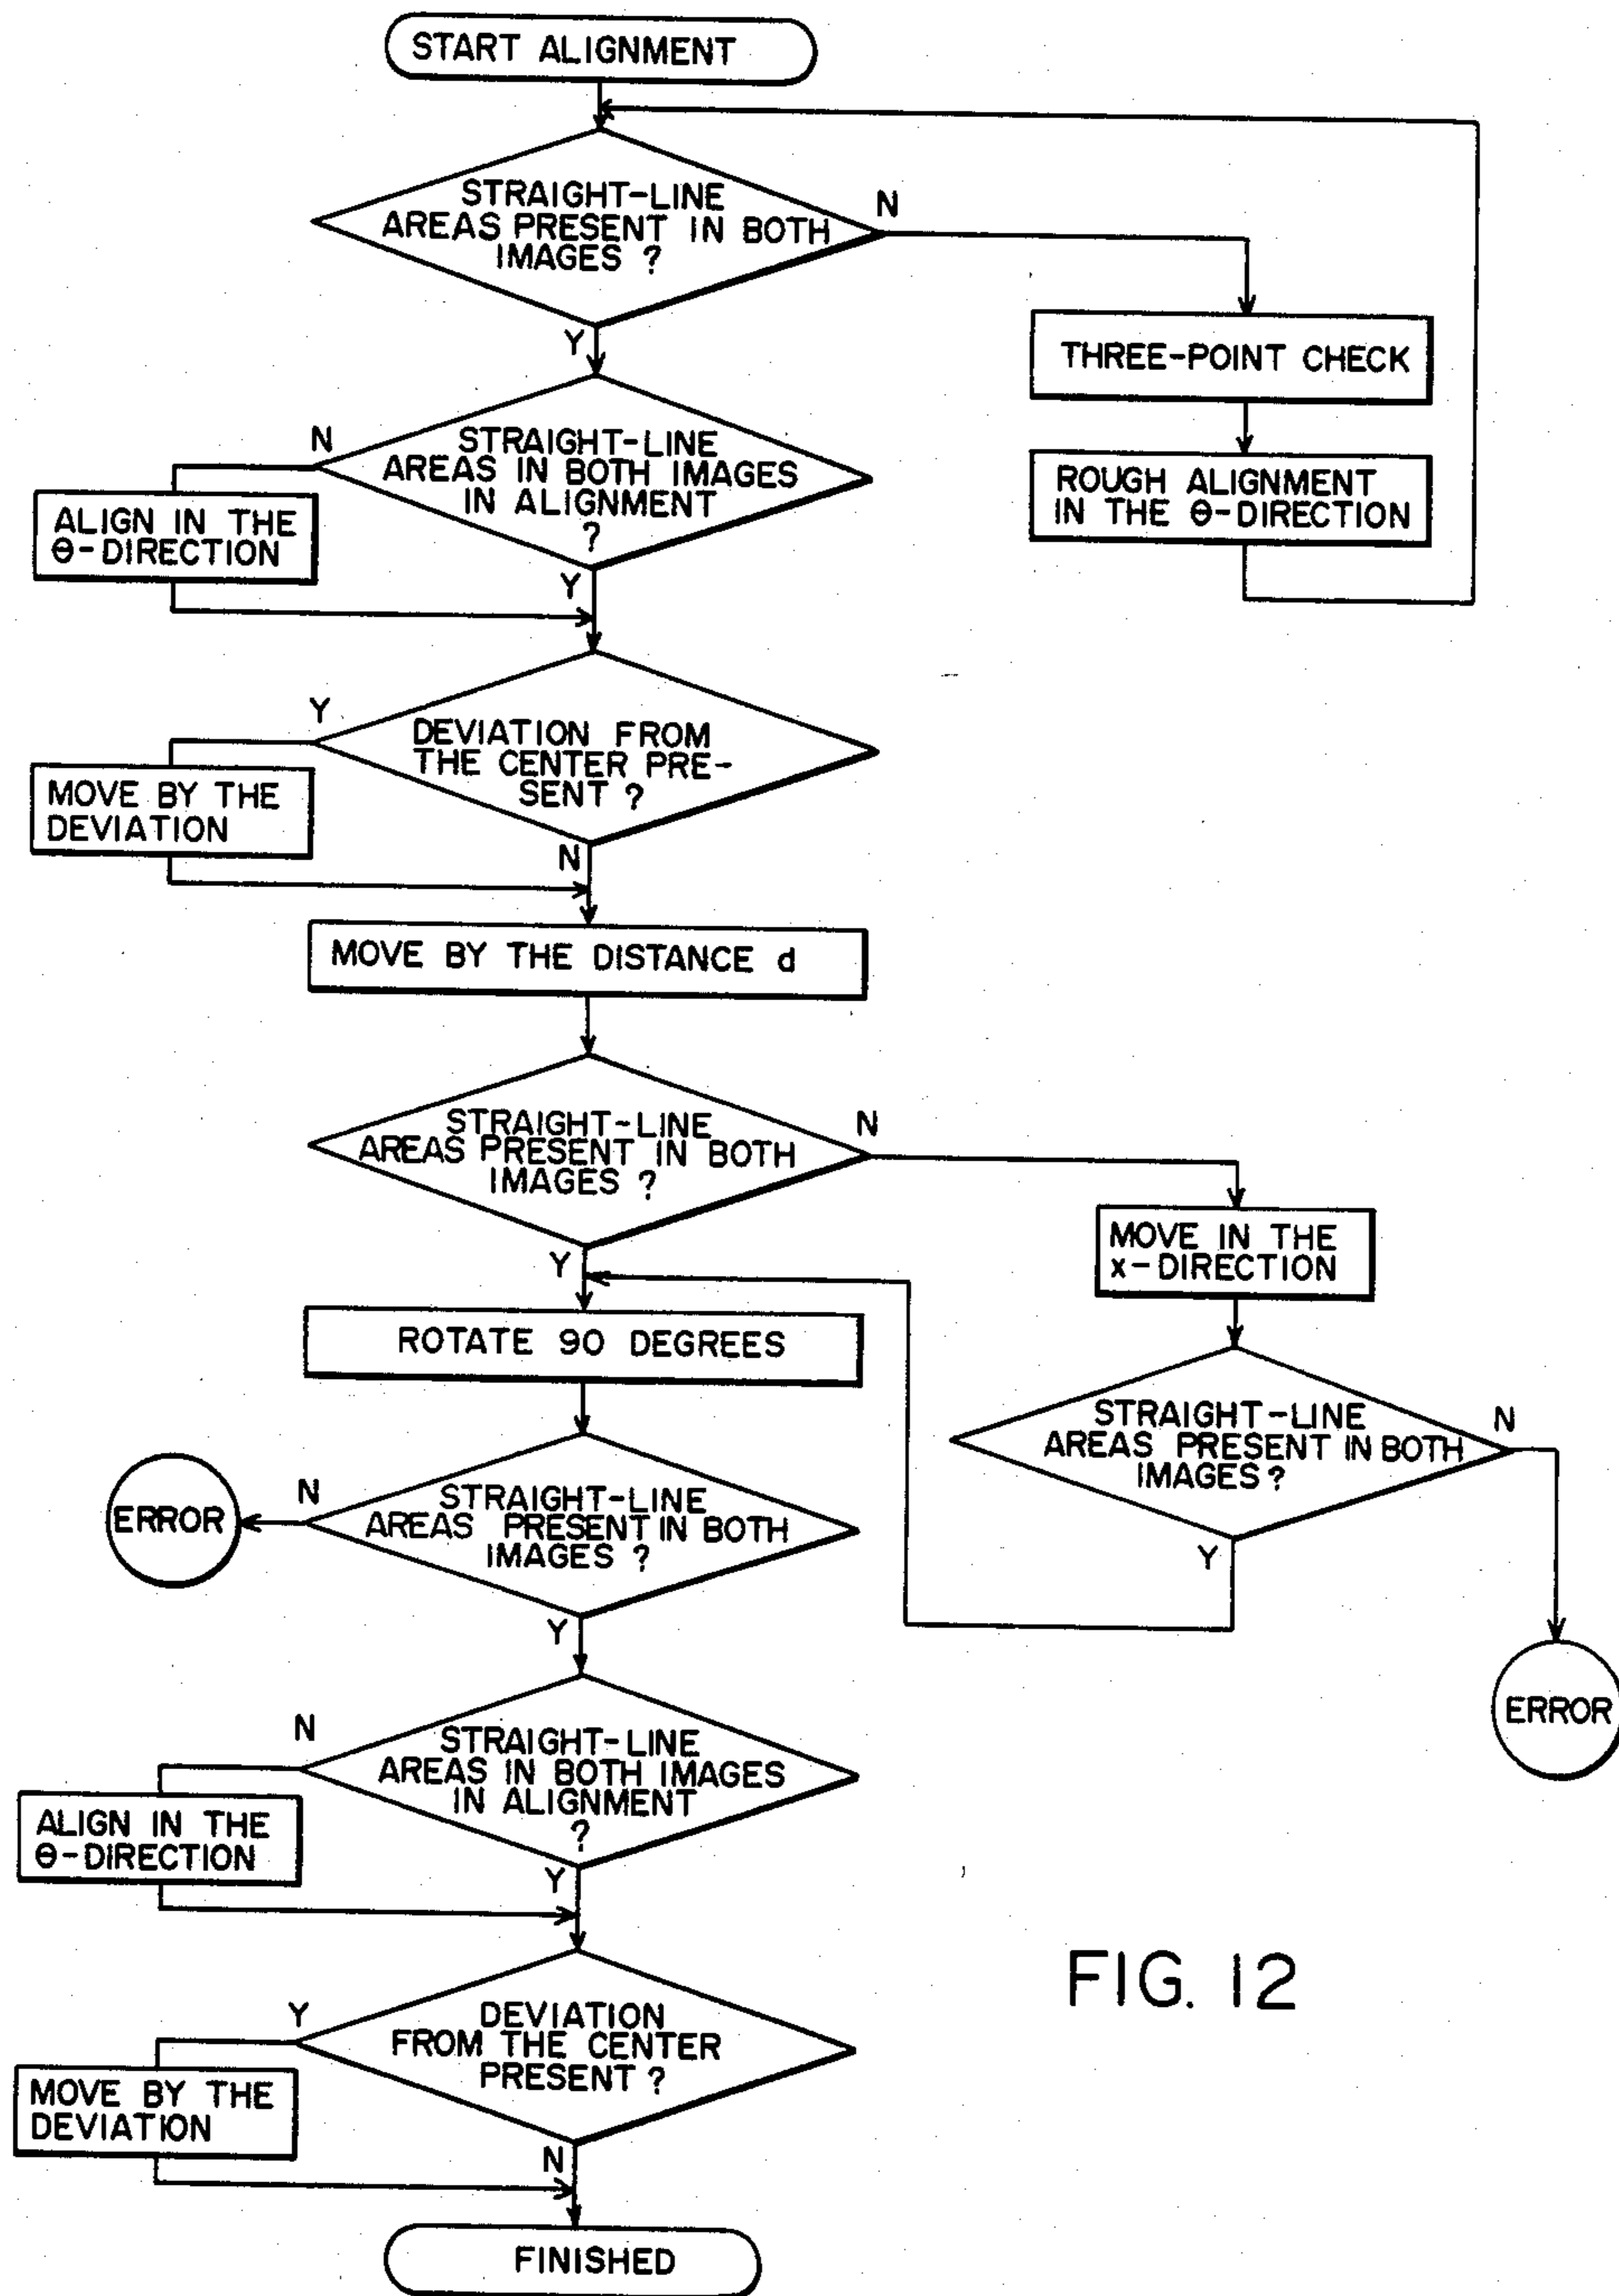 START ALIGNMENT
STRAIGHT-LINE
AREAS PRESENT IN BOTH
IMAGES ?
N
Y
THREE-POINT CHECK
ROUGH ALIGNMENT
IN THE θ-DIRECTION
STRAIGHT-LINE
AREAS IN BOTH IMAGES
IN ALIGNMENT
?
N
ALIGN IN THE
θ-DIRECTION
Y
DEVIATION FROM
THE CENTER PRE-
SENT ?
Y
MOVE BY THE
DEVIATION
N
MOVE BY THE DISTANCE d
STRAIGHT-LINE
AREAS PRESENT IN BOTH
IMAGES ?
N
Y
MOVE IN THE
x-DIRECTION
STRAIGHT-LINE
AREAS PRESENT IN BOTH
IMAGES ?
N
Y
ERROR
ROTATE 90 DEGREES
STRAIGHT-LINE
AREAS PRESENT IN BOTH
IMAGES ?
N
ERROR
Y
STRAIGHT-LINE
AREAS IN BOTH IMAGES
IN ALIGNMENT
?
N
ALIGN IN THE
θ-DIRECTION
Y
DEVIATION
FROM THE CENTER
PRESENT ?
Y
MOVE BY THE
DEVIATION
N
FINISHED
FIG. 12